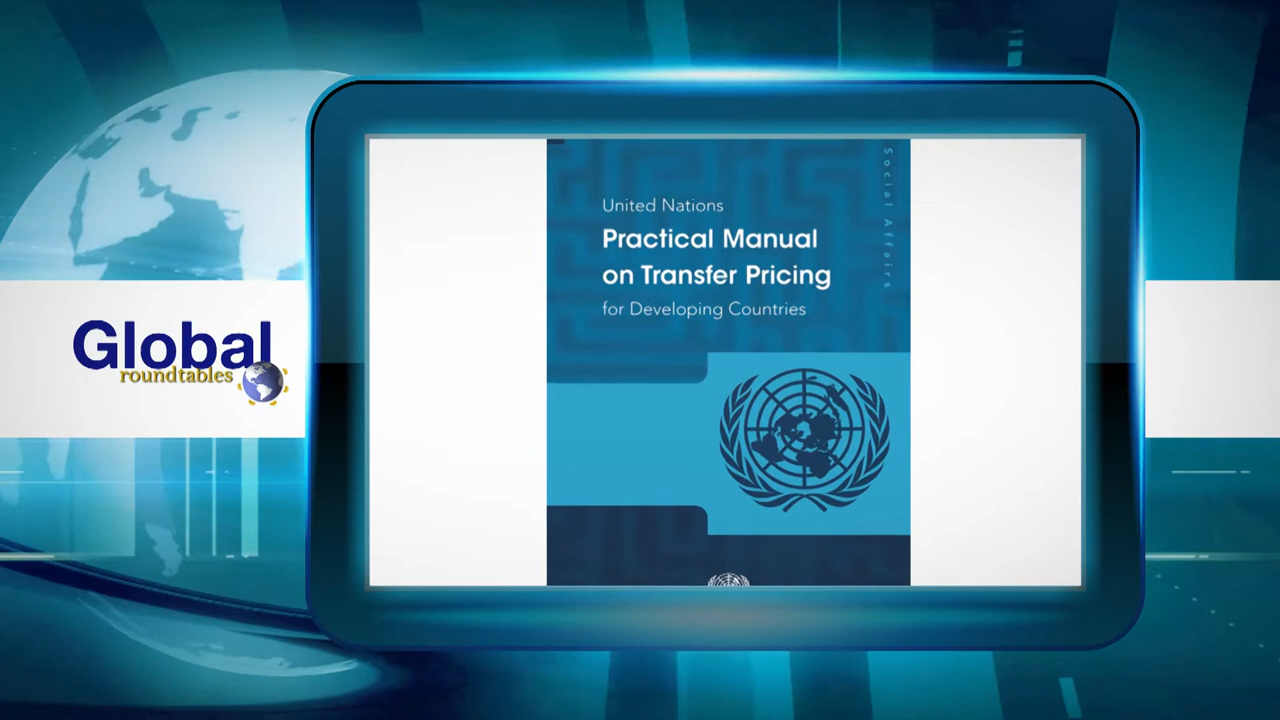 Global
roundtables
United Nations
Practical Manual
on Transfer Pricing
for Developing Countries
Social Affairs